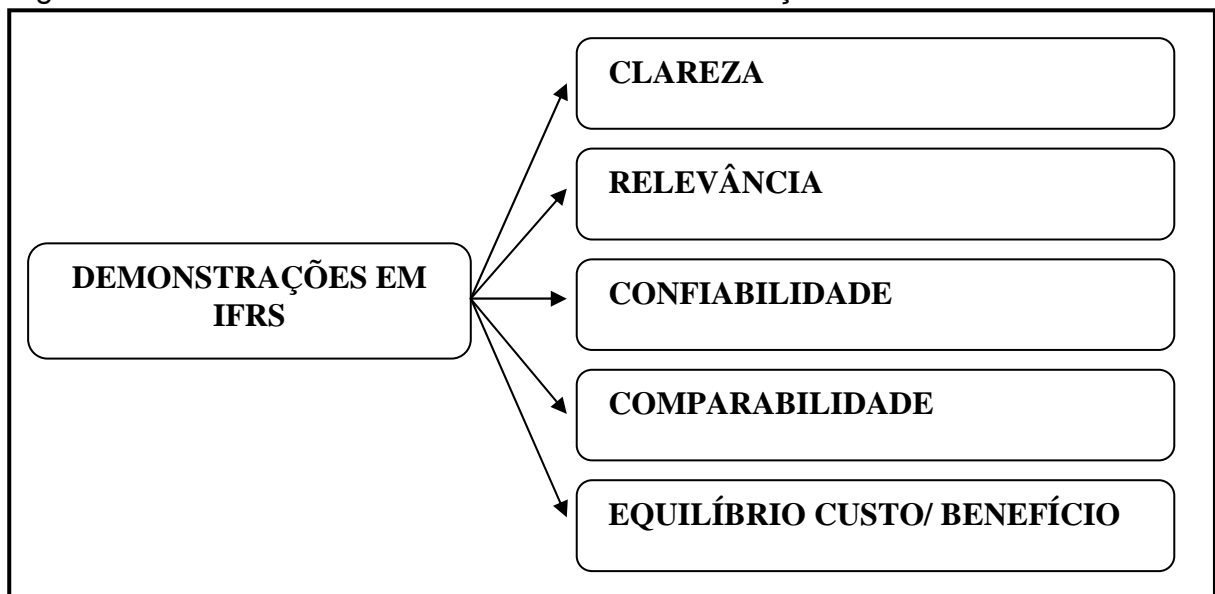 DEMONSTRAÇÕES EM
IFRS
CLAREZA
RELEVÂNCIA
CONFIABILIDADE
COMPARABILIDADE
EQUILÍBRIO CUSTO/ BENEFÍCIO